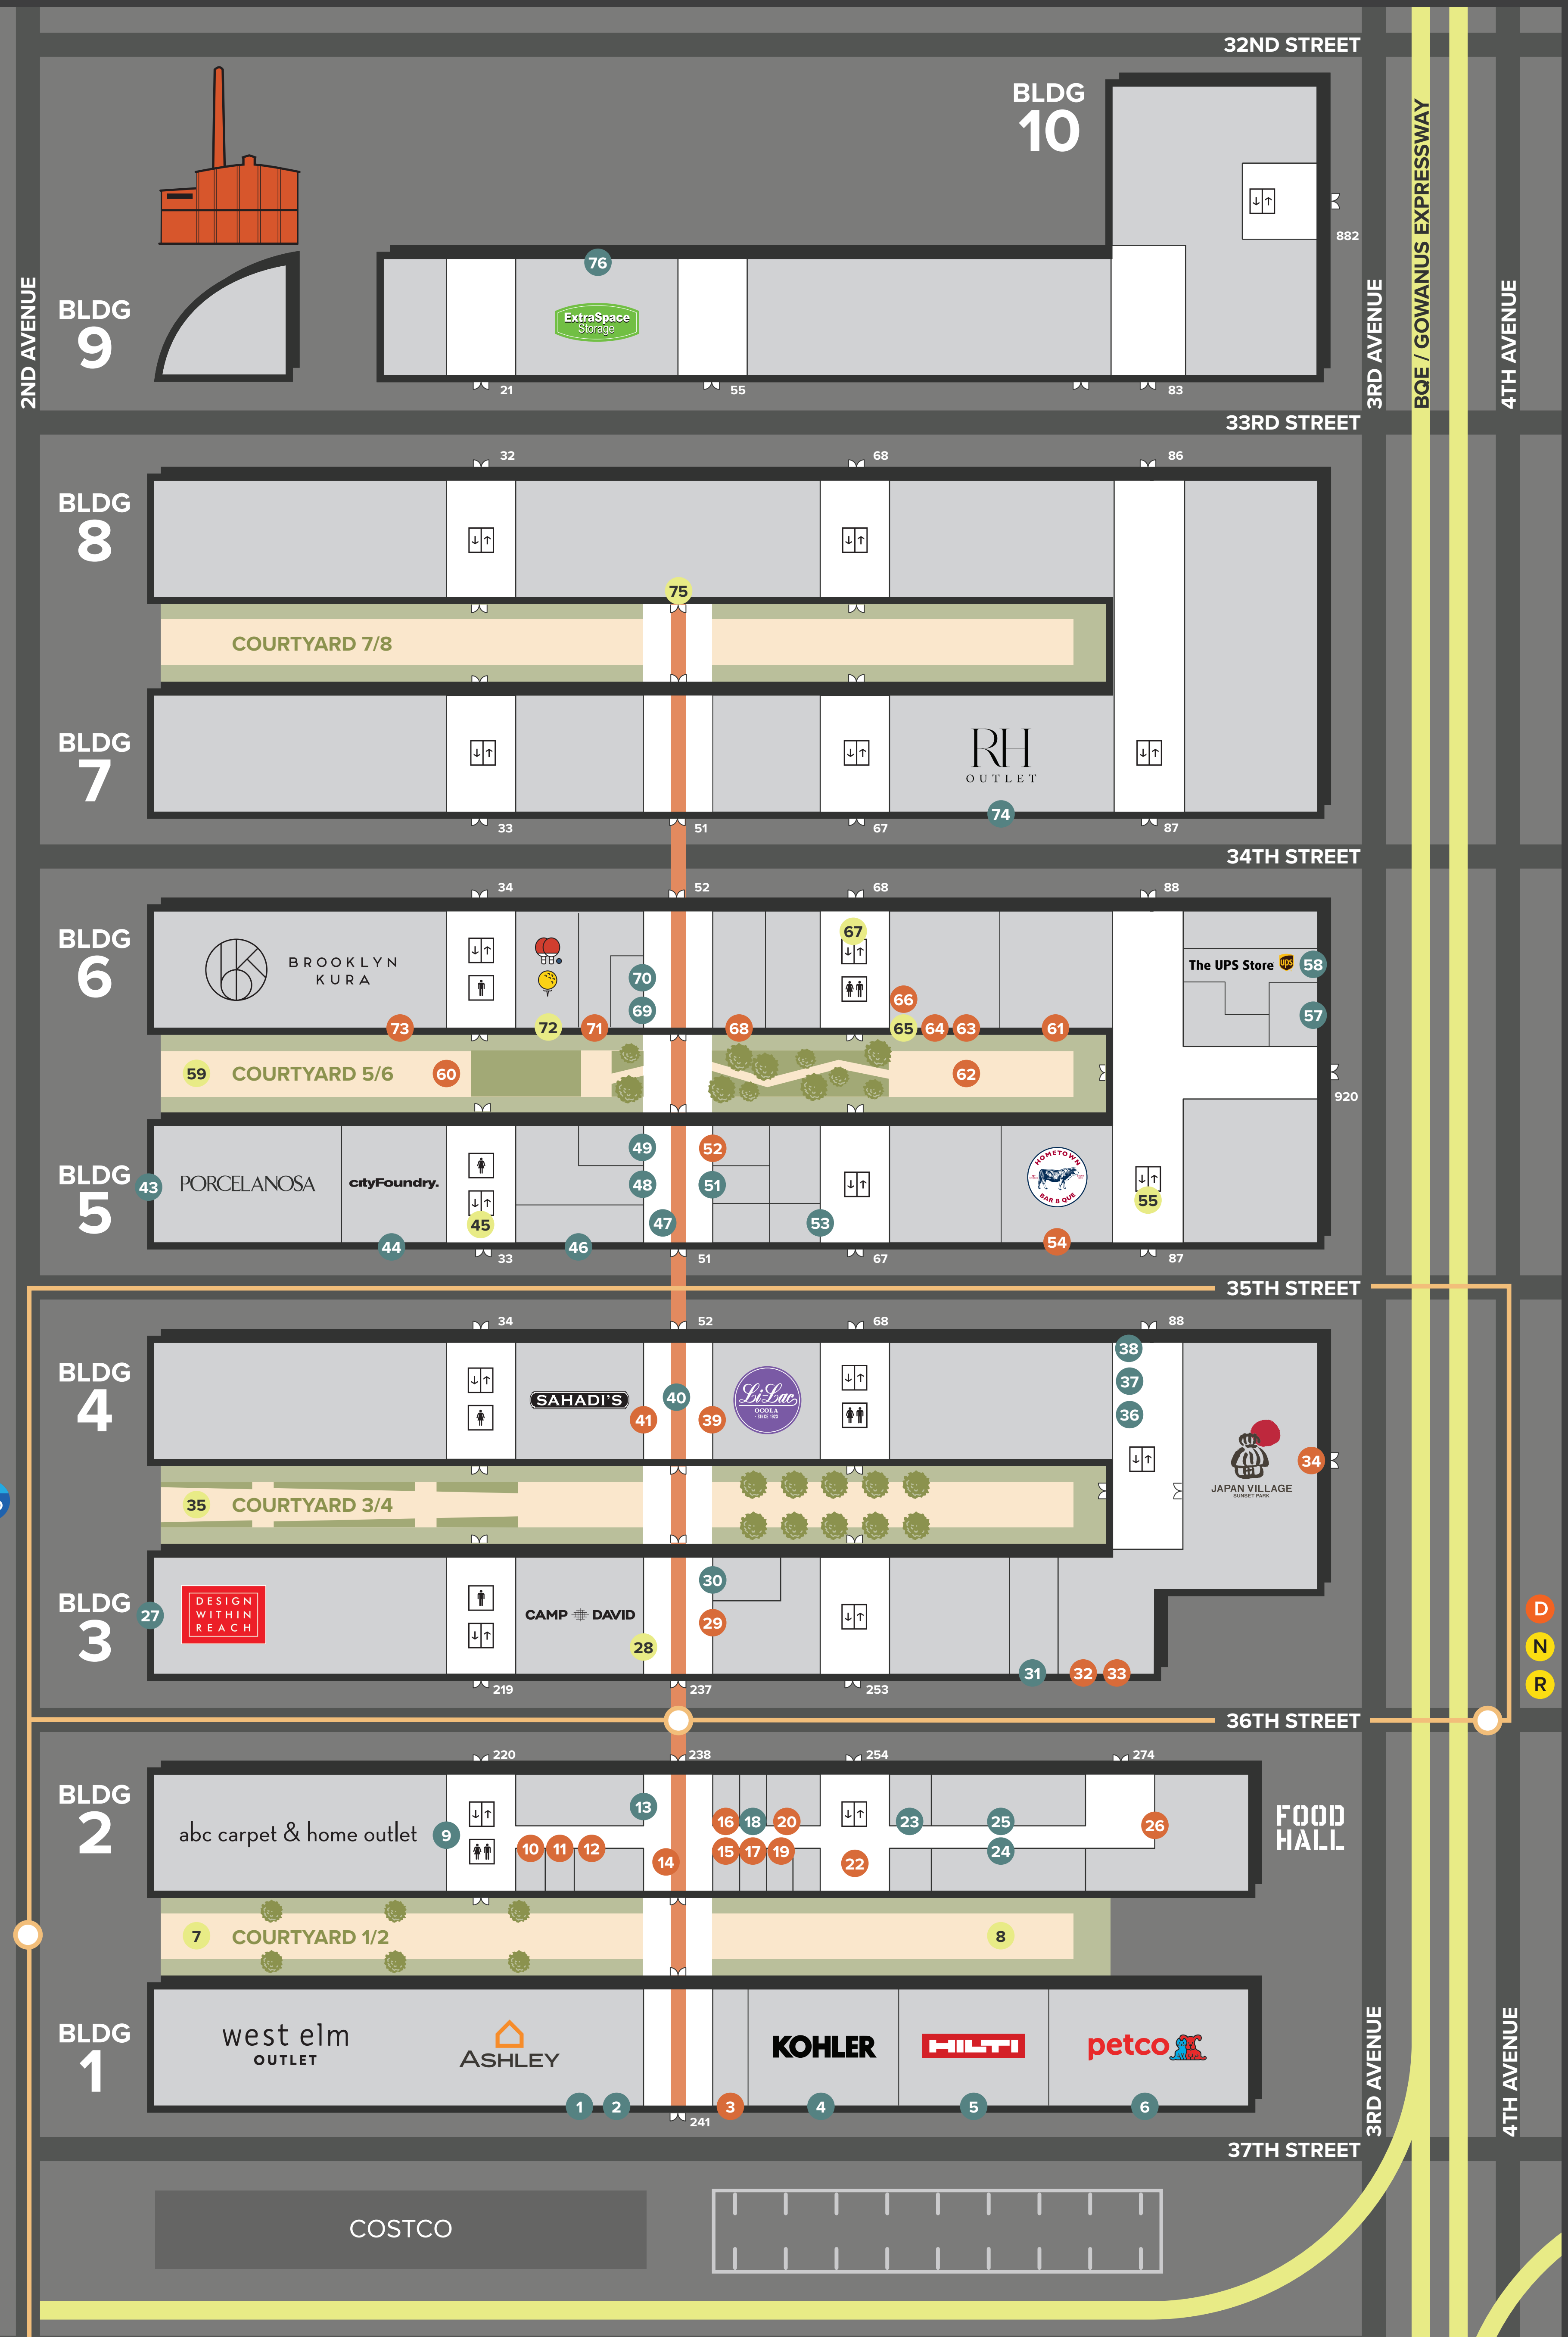 32ND STREET
BLDG
10
BQE / GOWANUS EXPRESSWAY
882
76
ExtraSpace
Storage
2ND AVENUE
BLDG
9
3RD AVENUE
4TH AVENUE
21
55
83
33RD STREET
32
68
86
BLDG
8
75
COURTYARD 7/8
BLDG
7
RH
OUTLET
74
33
51
67
87
34TH STREET
34
52
68
88
BLDG
6
BROOKLYN
KURA
67
70
69
66
The UPS Store
ups
58
57
73
72
71
68
65
64
63
61
59
COURTYARD 5/6
60
62
920
BLDG
5
43
PORCELANOSA
cityFoundry.
45
44
46
49
48
47
52
51
53
HOMETOWN
BAR B QUE
54
55
33
51
67
87
35TH STREET
34
52
68
88
BLDG
4
SAHADI'S
41
40
39
Li-Lac
OCOLA
SINCE 1923
38
37
36
34
JAPAN VILLAGE
SUNSET PARK
35
COURTYARD 3/4
BLDG
3
27
DESIGN
WITHIN
REACH
CAMP DAVID
28
30
29
31
32
33
D
N
R
219
237
253
36TH STREET
220
238
254
274
BLDG
2
abc carpet & home outlet
9
13
10
11
12
14
16
18
20
15
17
19
22
23
25
24
26
FOOD
HALL
7
COURTYARD 1/2
8
BLDG
1
west elm
OUTLET
ASHLEY
KOHLER
HILTI
petco
1
2
3
4
5
6
241
3RD AVENUE
4TH AVENUE
37TH STREET
COSTCO